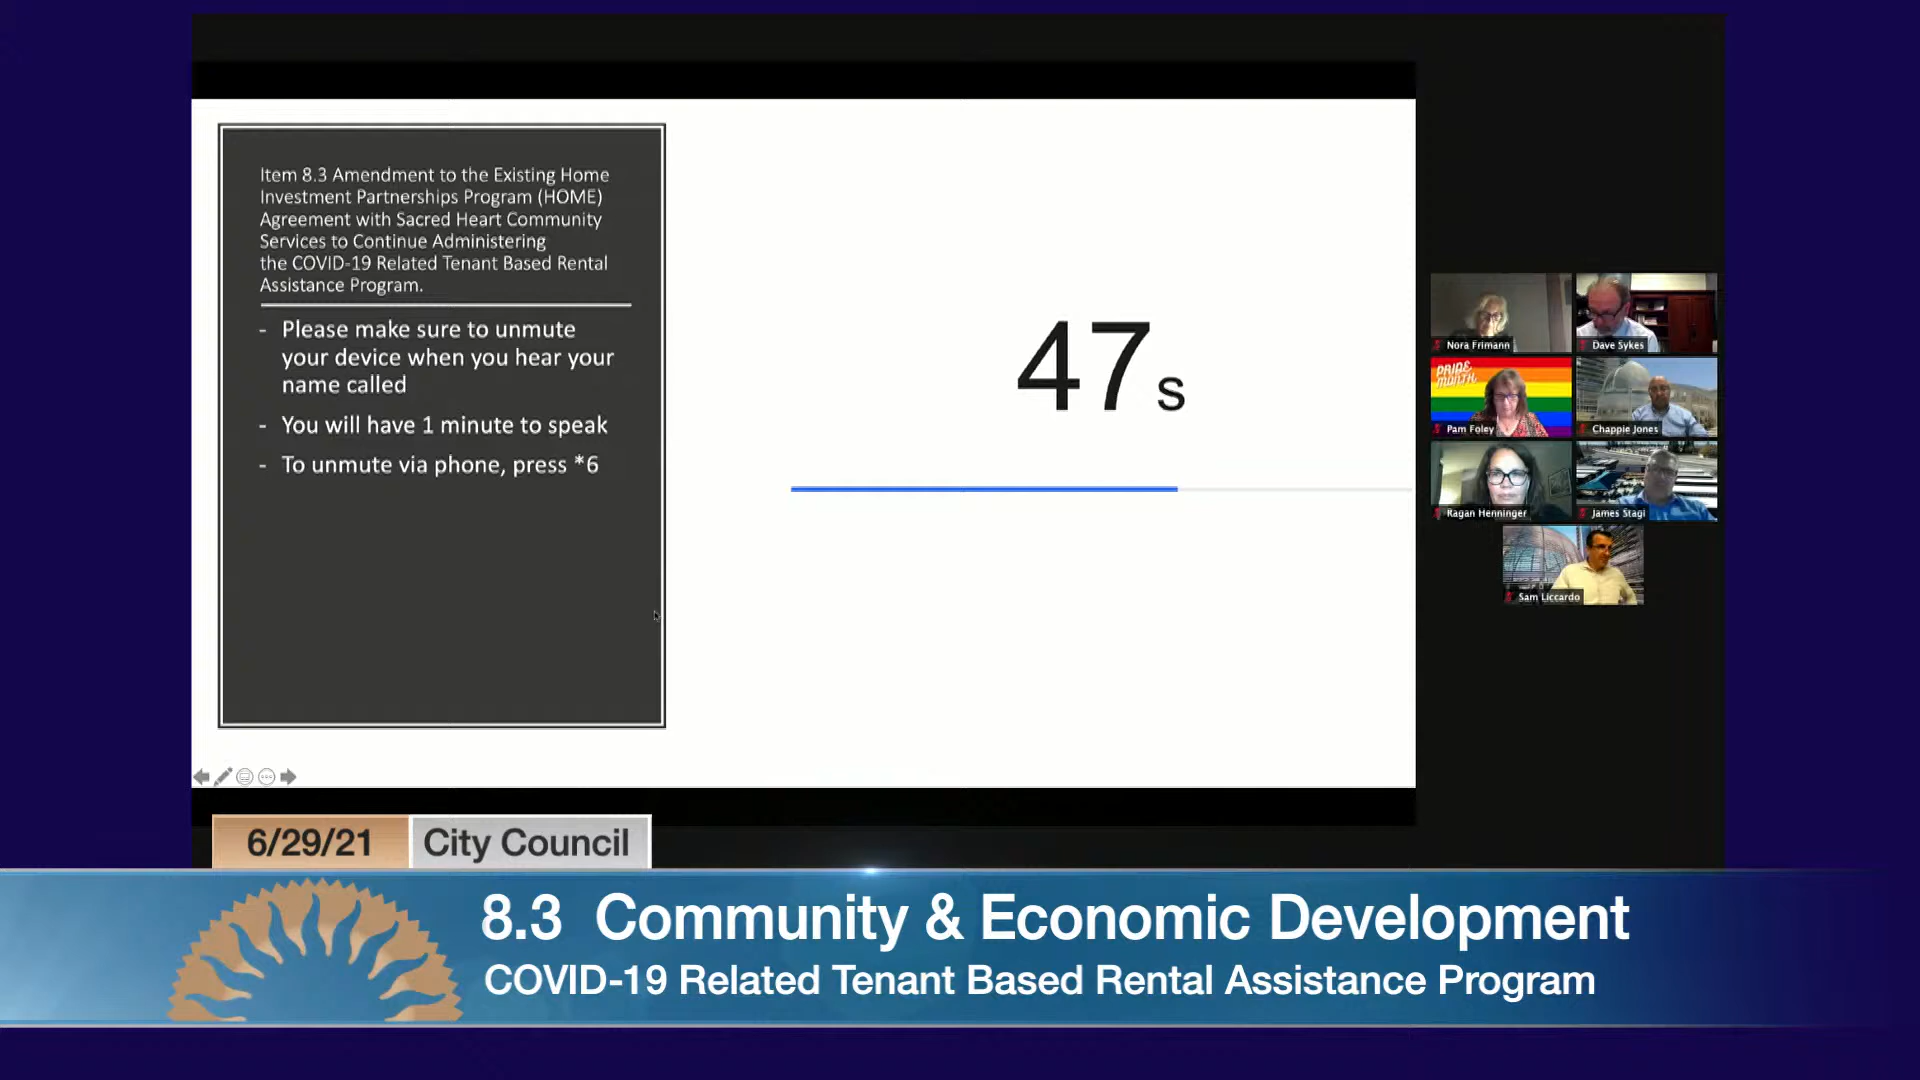 Item 8.3 Amendment to the Existing Home
Investment Partnerships Program (HOME)
Agreement with Sacred Heart Community
Services to Continue Administering
the COVID-19 Related Tenant Based Rental
Assistance Program.
- Please make sure to unmute
your device when you hear your
name called
- You will have 1 minute to speak
- To unmute via phone, press *6
47s
Nora Frimann
Dave Sykes
PRIDE
MONTH
Pam Foley
Chappie Jones
Ragan Henninger
James Stagi
Sam Liccardo
6/29/21 City Council
8.3 Community & Economic Development
COVID-19 Related Tenant Based Rental Assistance Program